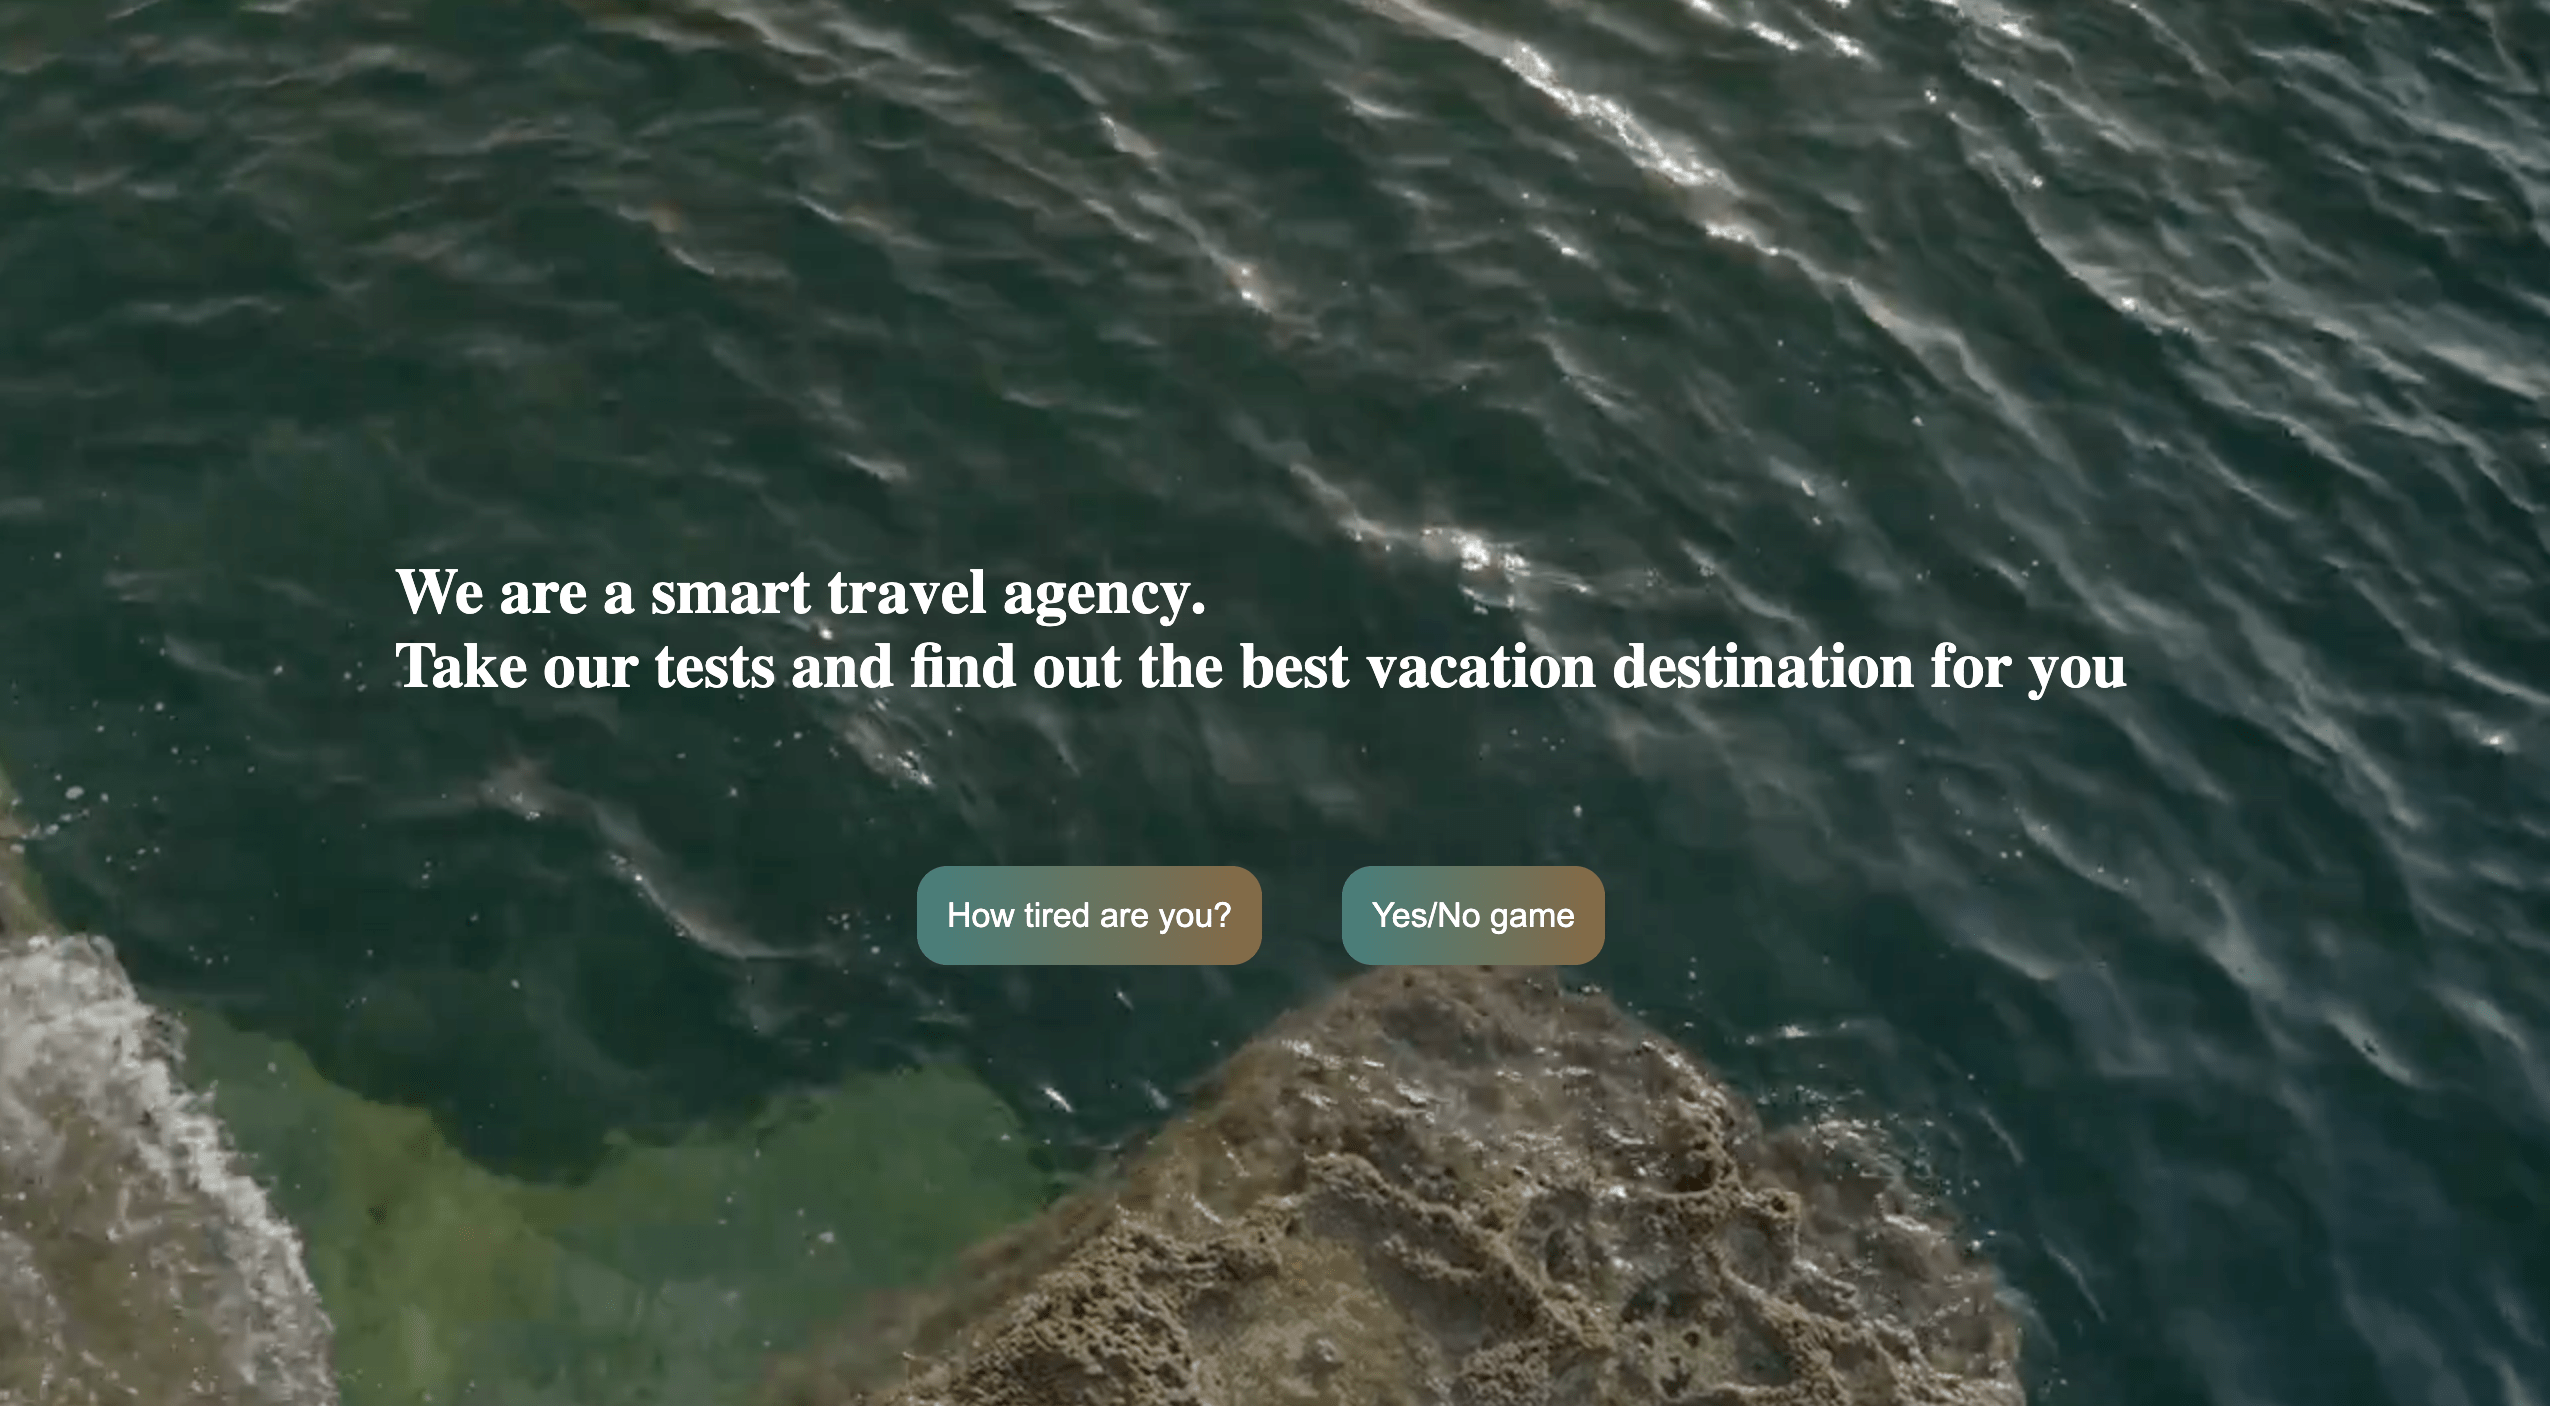 We are a smart travel agency.
Take our tests and find out the best vacation destination for you
How tired are you?
Yes/No game